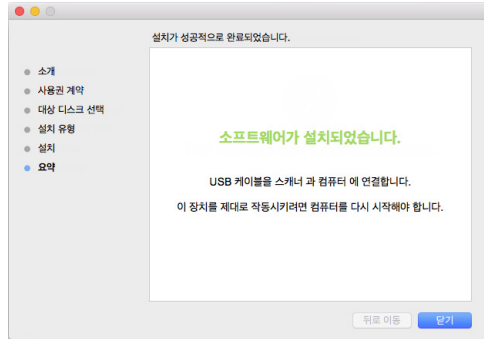 설치가 성공적으로 완료되었습니다.
소개
사용권 계약
대상 디스크 선택
설치 유형
설치
요약
소프트웨어가 설치되었습니다.
USB 케이블을 스캐너 과 컴퓨터 에 연결합니다.
이 장치를 제대로 작동시키려면 컴퓨터를 다시 시작해야 합니다.
뒤로 이동
닫기